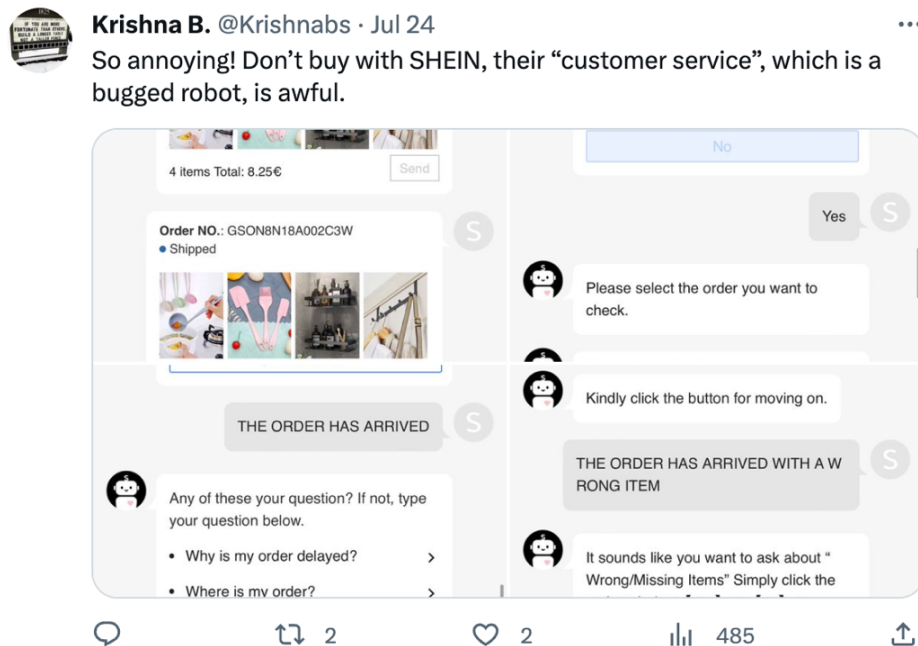 Krishna B. @Krishnabs · Jul 24
So annoying! Don’t buy with SHEIN, their “customer service”, which is a
bugged robot, is awful.
4 items Total: 8.25€
Send
Order NO.: GSON8N18A002C3W
Shipped
S
No
Yes
S
Please select the order you want to
check.
THE ORDER HAS ARRIVED
S
Any of these your question? If not, type
your question below.
• Why is my order delayed?
• Where is my order?
Kindly click the button for moving on.
THE ORDER HAS ARRIVED WITH A W
RONG ITEM
S
It sounds like you want to ask about “
Wrong/Missing Items” Simply click the
2
2
485